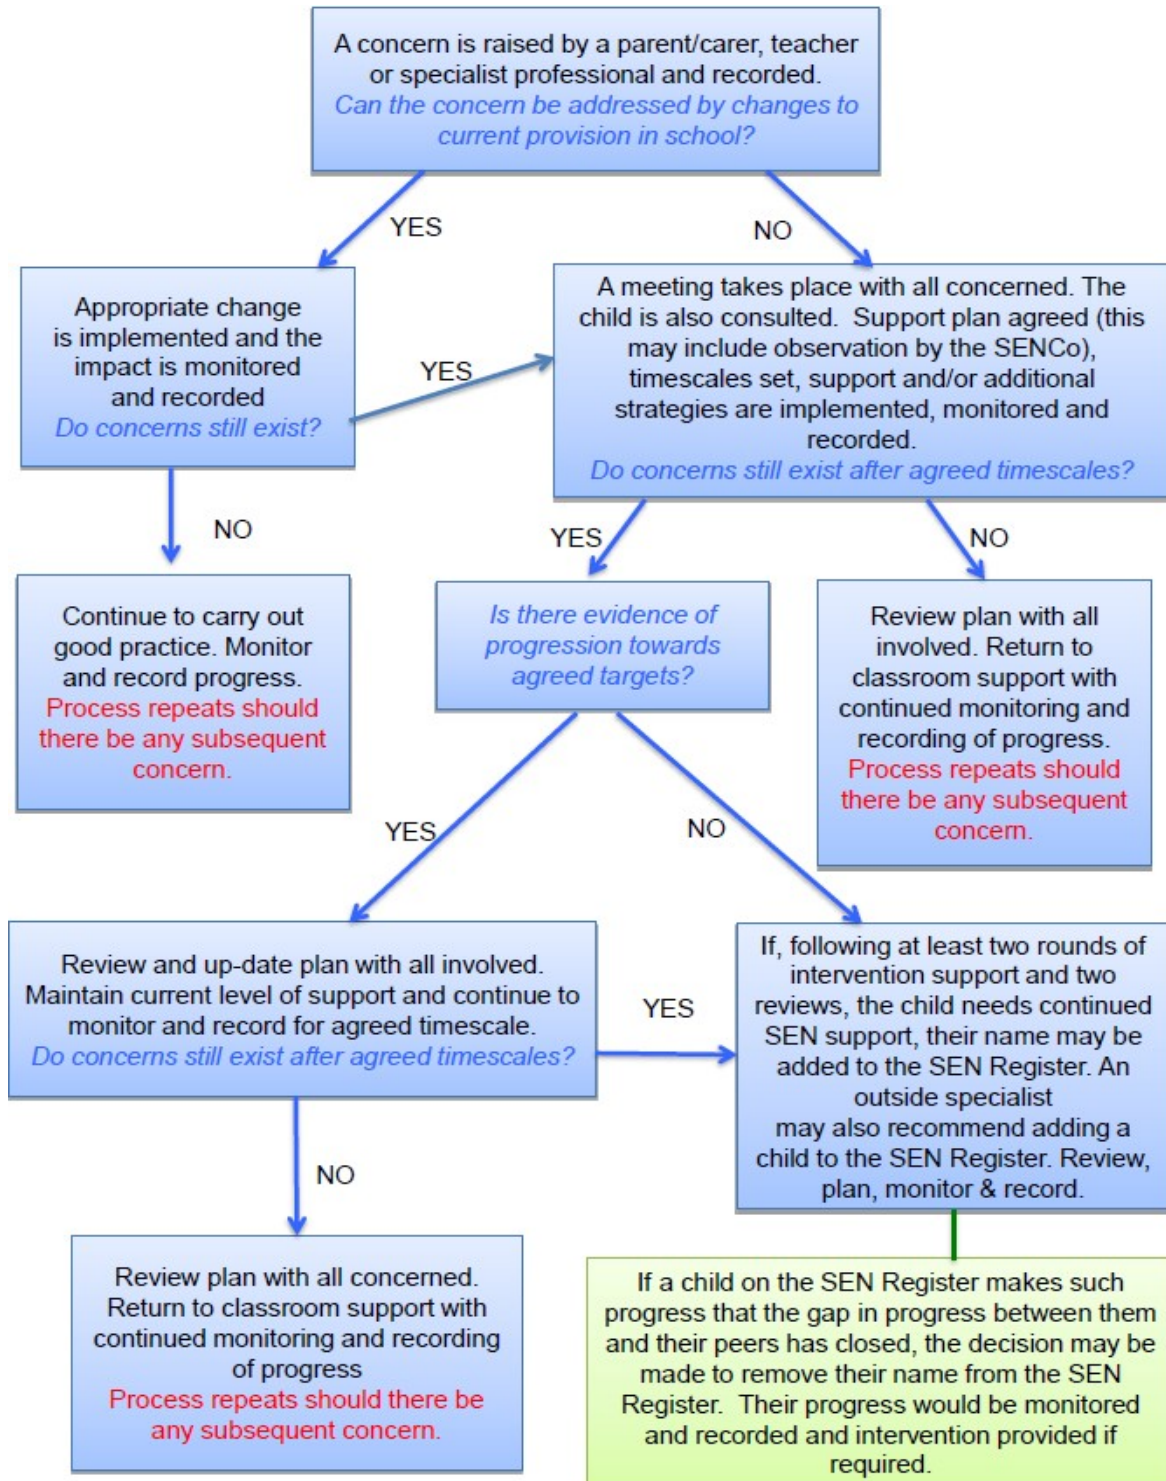 A concern is raised by a parent/carer, teacher
or specialist professional and recorded.
Can the concern be addressed by changes to
current provision in school?
YES
NO
Appropriate change
is implemented and the
impact is monitored
and recorded
Do concerns still exist?
YES
A meeting takes place with all concerned. The
child is also consulted.  Support plan agreed (this
may include observation by the SENCo),
timescales set, support and/or additional
strategies are implemented, monitored and
recorded.
Do concerns still exist after agreed timescales?
NO
YES
NO
Continue to carry out
good practice. Monitor
and record progress.
Process repeats should
there be any subsequent
concern.
Is there evidence of
progression towards
agreed targets?
Review plan with all
involved. Return to
classroom support with
continued monitoring and
recording of progress.
Process repeats should
there be any subsequent
concern.
YES
NO
Review and up-date plan with all involved.
Maintain current level of support and continue to
monitor and record for agreed timescale.
Do concerns still exist after agreed timescales?
YES
If, following at least two rounds of
intervention support and two
reviews, the child needs continued
SEN support, their name may be
added to the SEN Register. An
outside specialist
may also recommend adding a
child to the SEN Register. Review,
plan, monitor & record.
NO
Review plan with all concerned.
Return to classroom support with
continued monitoring and recording
of progress
Process repeats should there be
any subsequent concern.
If a child on the SEN Register makes such
progress that the gap in progress between them
and their peers has closed, the decision may be
made to remove their name from the SEN
Register.  Their progress would be monitored
and recorded and intervention provided if
required.